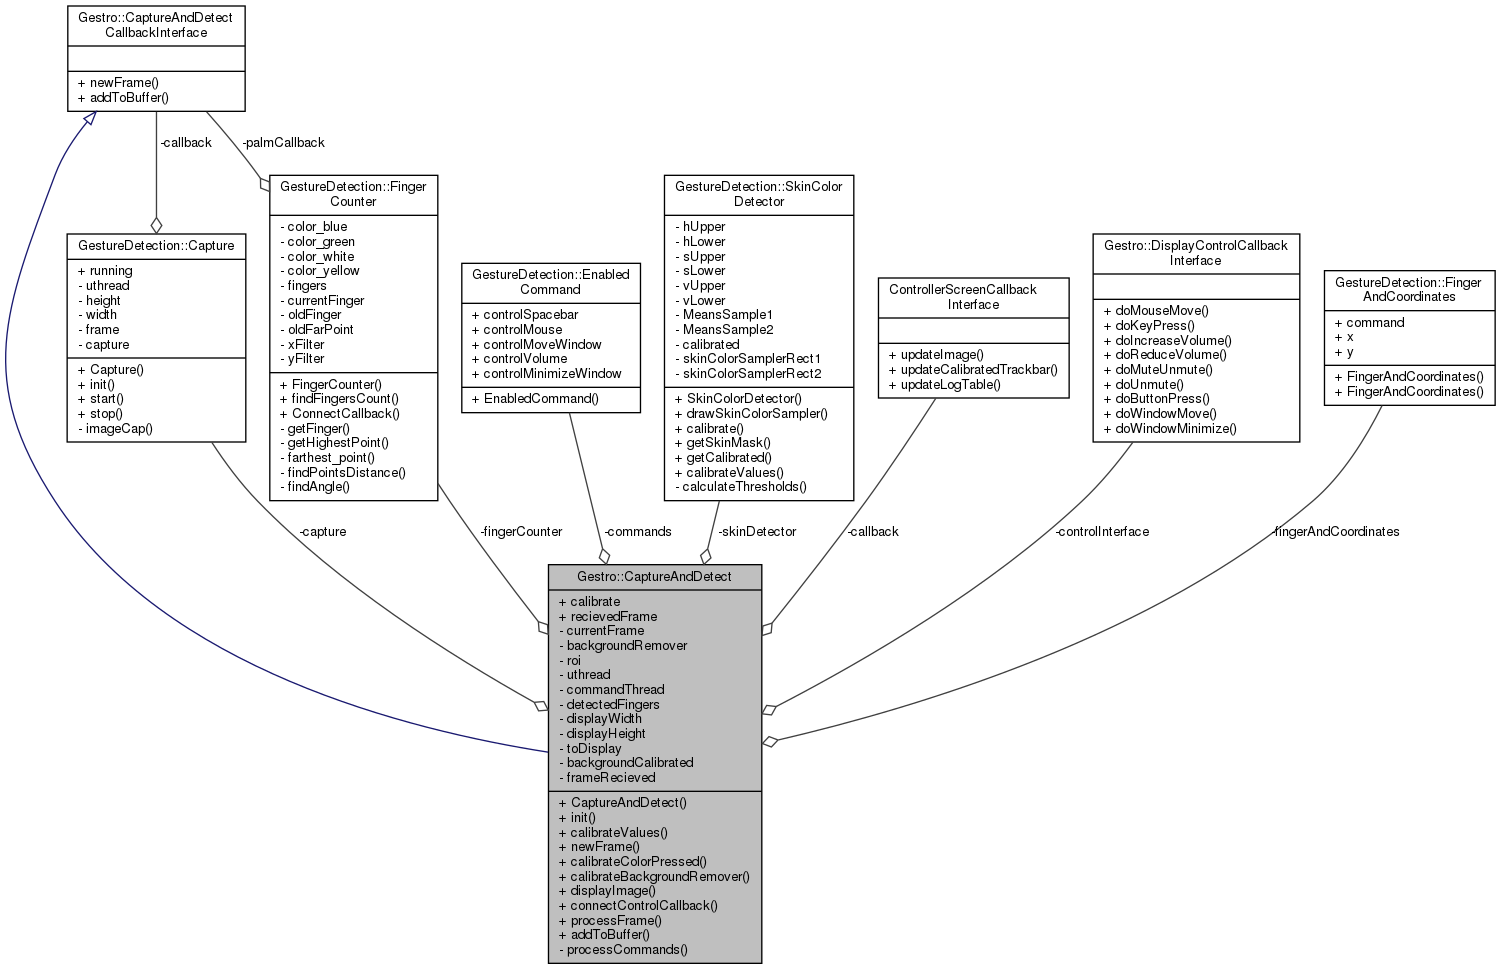 Gestro::CaptureAndDetect
CallbackInterface
+ newFrame()
+ addToBuffer()
-callback
-palmCallback
GestureDetection::Capture
+ running
- uthread
- height
- width
- frame
- capture
+ Capture()
+ init()
+ start()
+ stop()
- imageCap()
GestureDetection::Finger
Counter
- color_blue
- color_green
- color_white
- color_yellow
- fingers
- currentFinger
- oldFinger
- oldFarPoint
- xFilter
- yFilter
+ FingerCounter()
+ findFingersCount()
+ ConnectCallback()
- getFinger()
- getHighestPoint()
- farthest_point()
- findPointsDistance()
- findAngle()
GestureDetection::Enabled
Command
+ controlSpacebar
+ controlMouse
+ controlMoveWindow
+ controlVolume
+ controlMinimizeWindow
+ EnabledCommand()
GestureDetection::SkinColor
Detector
- hUpper
- hLower
- sUpper
- sLower
- vUpper
- vLower
- MeansSample1
- MeansSample2
- calibrated
- skinColorSamplerRect1
- skinColorSamplerRect2
+ SkinColorDetector()
+ drawSkinColorSampler()
+ calibrate()
+ getSkinMask()
+ getCalibrated()
+ calibrateValues()
- calculateThresholds()
ControllerScreenCallback
Interface
+ updateImage()
+ updateCalibratedTrackbar()
+ updateLogTable()
Gestro::DisplayControlCallback
Interface
+ doMouseMove()
+ doKeyPress()
+ doIncreaseVolume()
+ doReduceVolume()
+ doMuteUnmute()
+ doUnmute()
+ doButtonPress()
+ doWindowMove()
+ doWindowMinimize()
GestureDetection::Finger
AndCoordinates
+ command
+ x
+ y
+ FingerAndCoordinates()
+ FingerAndCoordinates()
-capture
-fingerCounter
-commands
-skinDetector
-callback
-controlInterface
-fingerAndCoordinates
Gestro::CaptureAndDetect
+ calibrate
+ recievedFrame
- currentFrame
- backgroundRemover
- roi
- uthread
- commandThread
- detectedFingers
- displayWidth
- displayHeight
- toDisplay
- backgroundCalibrated
- frameRecieved
+ CaptureAndDetect()
+ init()
+ calibrateValues()
+ newFrame()
+ calibrateColorPressed()
+ calibrateBackgroundRemover()
+ displayImage()
+ connectControlCallback()
+ processFrame()
+ addToBuffer()
- processCommands()